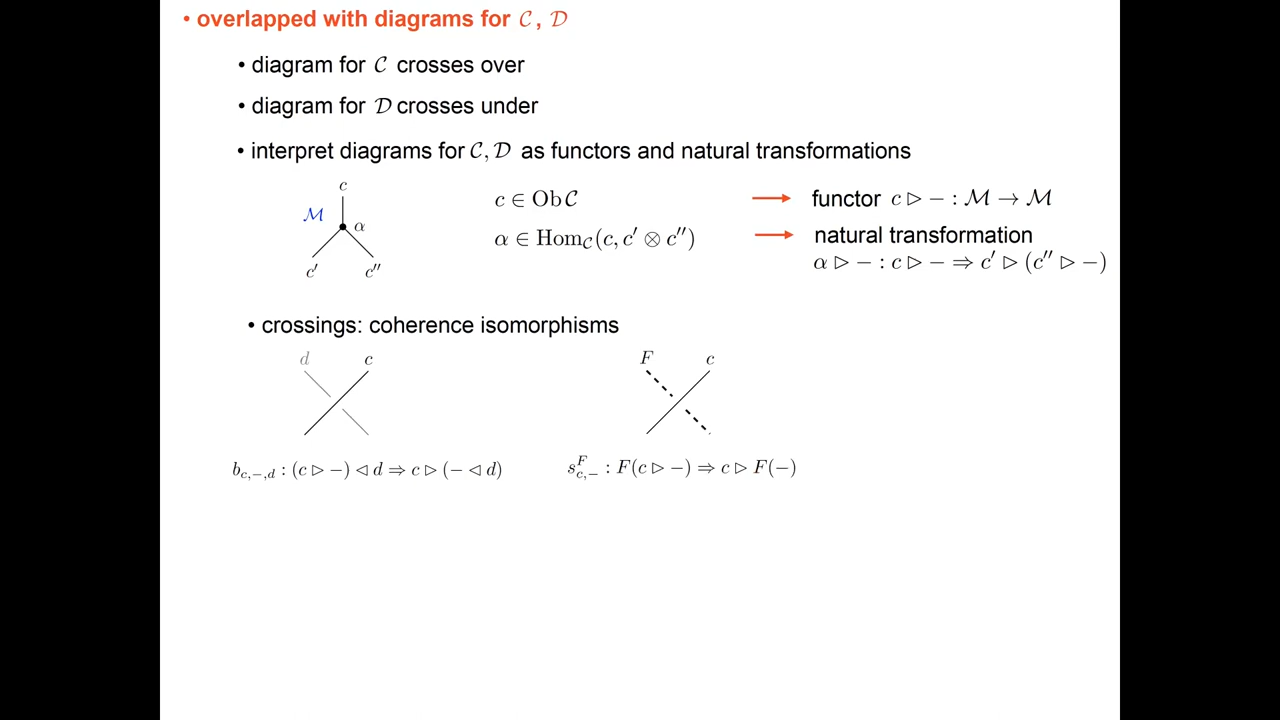 • overlapped with diagrams for 𝒞, 𝒟
• diagram for 𝒞 crosses over
• diagram for 𝒟 crosses under
• interpret diagrams for 𝒞, 𝒟 as functors and natural transformations
c
ℳ α
c′ c″
c ∈ Ob 𝒞 → functor c ▷ − : ℳ → ℳ
α ∈ Hom𝒞(c, c′ ⊗ c″) → natural transformation
α ▷ − : c ▷ − ⇒ c′ ▷ (c″ ▷ −)
• crossings: coherence isomorphisms
d c F c
b_{c,−,d} : (c ▷ −) ◁ d ⇒ c ▷ (− ◁ d)
s^F_{c,−} : F(c ▷ −) ⇒ c ▷ F(−)